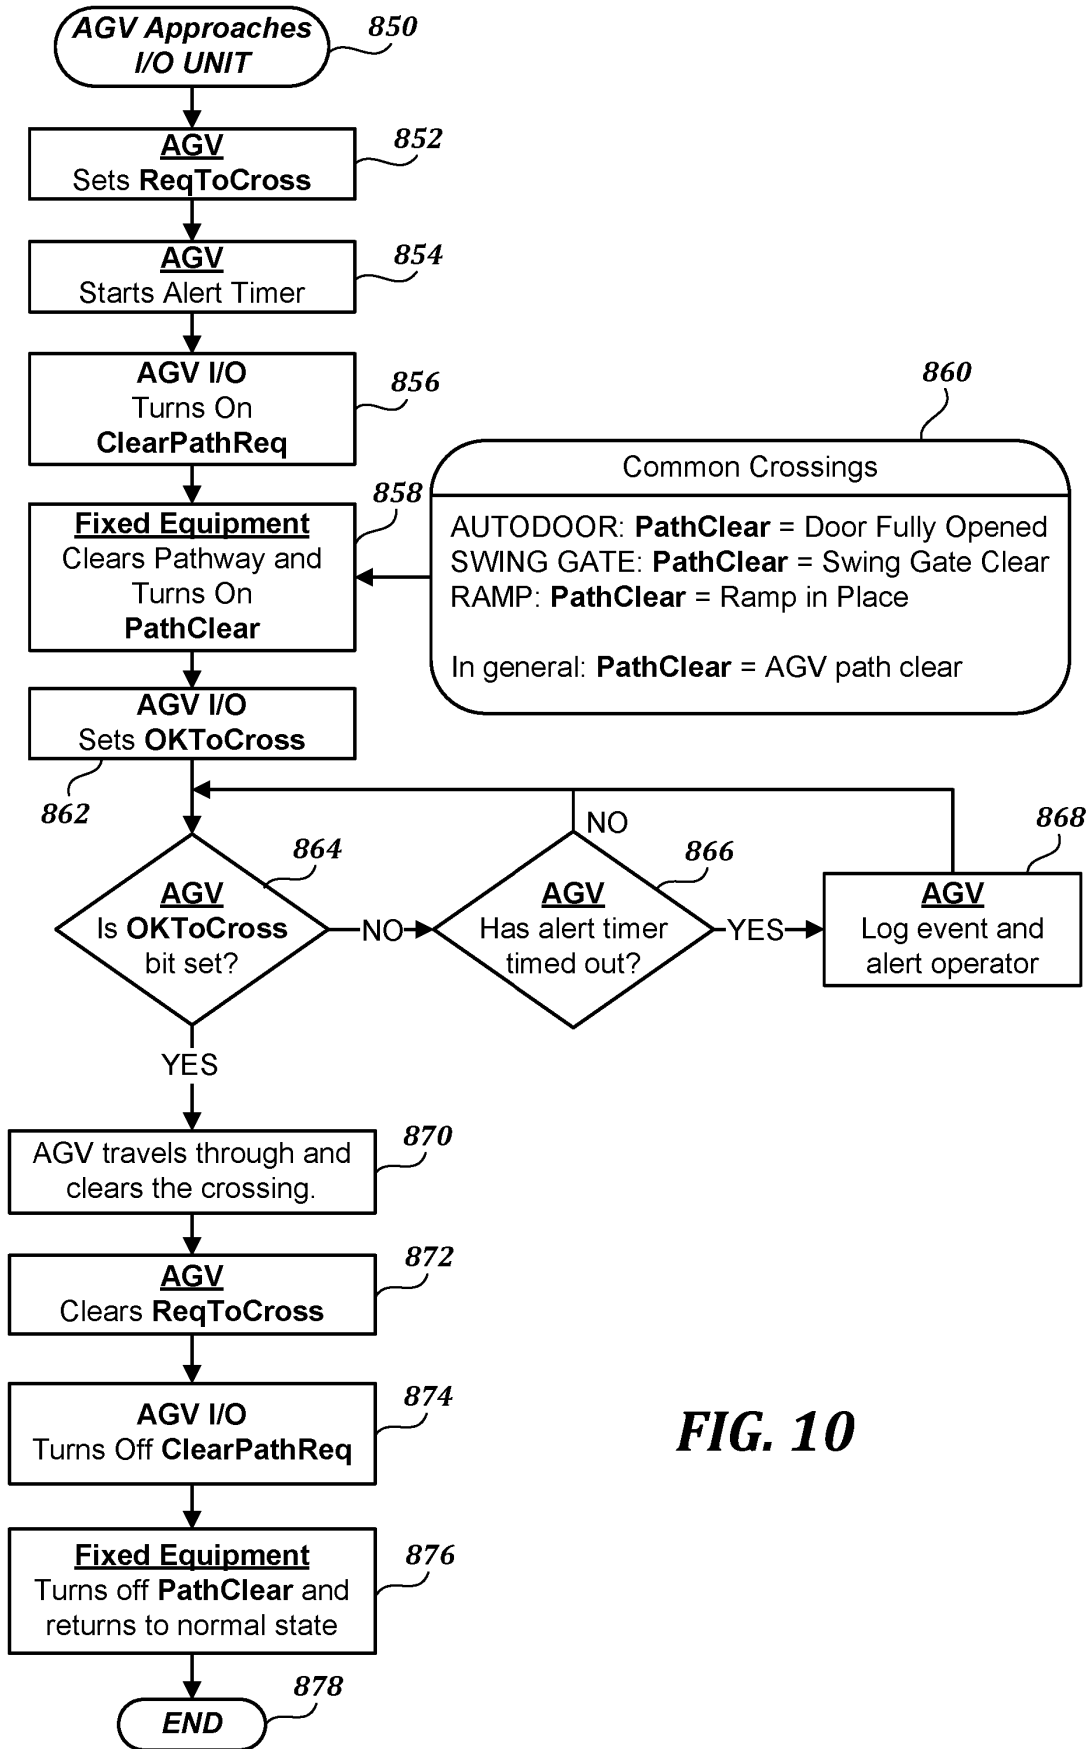 AGV Approaches
I/O UNIT
850
AGV
Sets ReqToCross
852
AGV
Starts Alert Timer
854
AGV I/O
Turns On
ClearPathReq
856
Fixed Equipment
Clears Pathway and
Turns On
PathClear
858
860
Common Crossings
AUTODOOR: PathClear = Door Fully Opened
SWING GATE: PathClear = Swing Gate Clear
RAMP: PathClear = Ramp in Place
In general: PathClear = AGV path clear
AGV I/O
Sets OKToCross
862
AGV
Is OKToCross
bit set?
864
NO
AGV
Has alert timer
timed out?
866
NO
YES
AGV
Log event and
alert operator
868
YES
AGV travels through and
clears the crossing.
870
AGV
Clears ReqToCross
872
AGV I/O
Turns Off ClearPathReq
874
FIG. 10
Fixed Equipment
Turns off PathClear and
returns to normal state
876
END
878